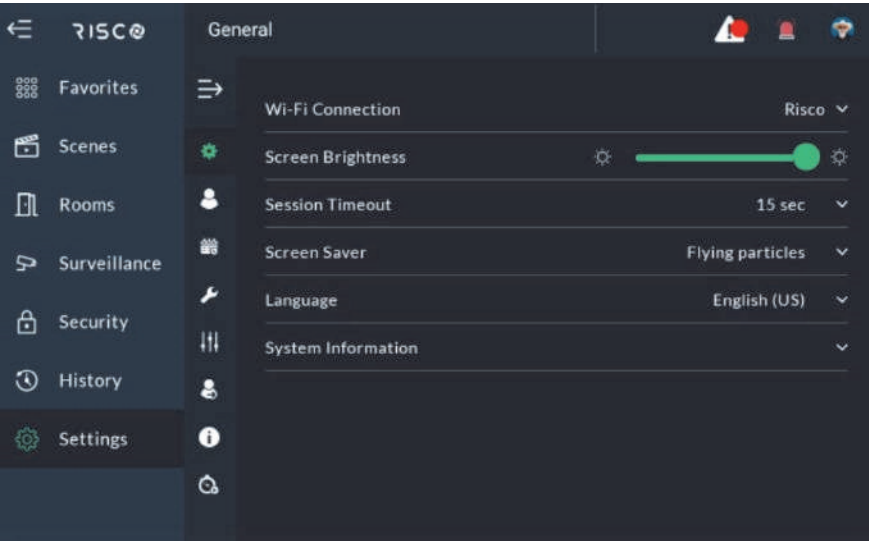 RISCO
General
Favorites
Scenes
Rooms
Surveillance
Security
History
Settings
Wi-Fi Connection Risco
Screen Brightness
Session Timeout 15 sec
Screen Saver Flying particles
Language English (US)
System Information